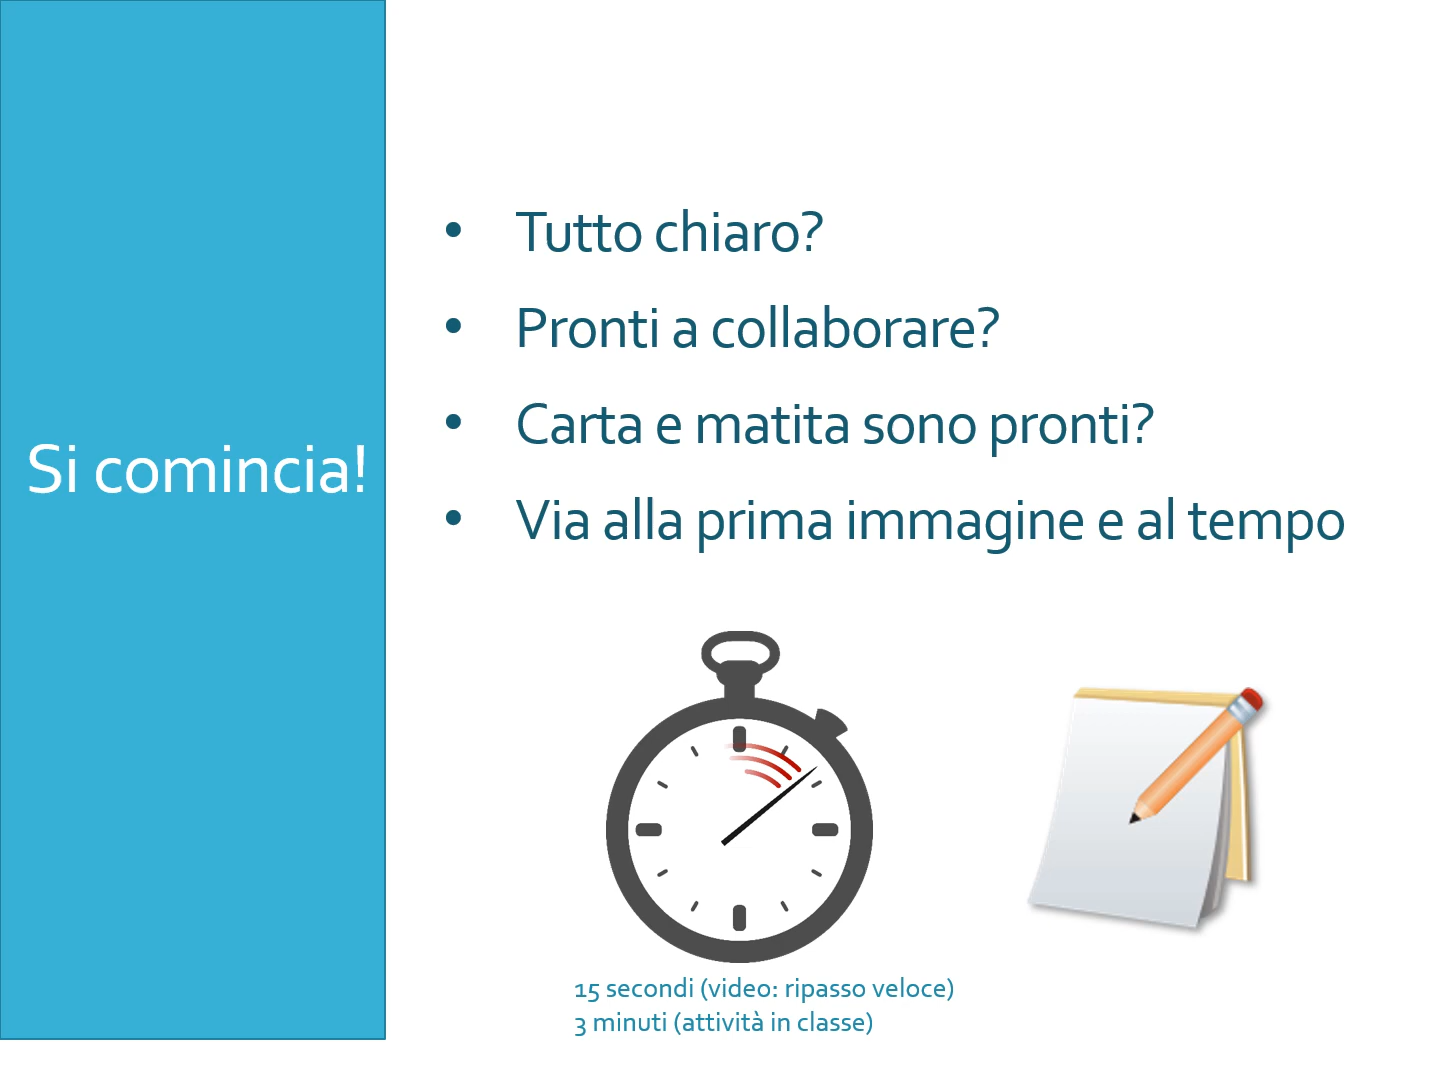 Si comincia!
• Tutto chiaro?
• Pronti a collaborare?
• Carta e matita sono pronti?
• Via alla prima immagine e al tempo
15 secondi (video: ripasso veloce)
3 minuti (attività in classe)